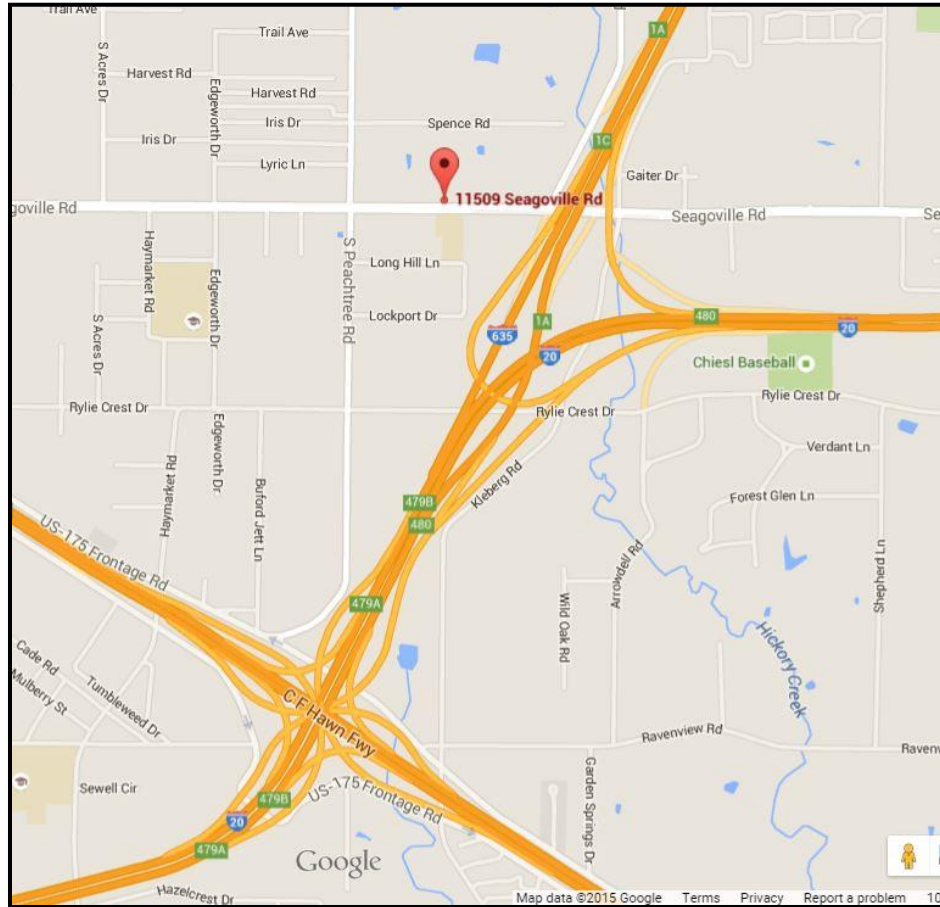 Trail Ave
Trail Ave
1A
S Acres Dr
Harvest Rd
Edgeworth Dr
Harvest Rd
Iris Dr
Spence Rd
Iris Dr
1C
Lyric Ln
Gaiter Dr
11509 Seagoville Rd
goville Rd
Seagoville Rd
Se
Haymarket Rd
Edgeworth Dr
S Peachtree Rd
Long Hill Ln
S Acres Dr
Lockport Dr
1A
480
635
20
20
Chiesl Baseball
Rylie Crest Dr
Rylie Crest Dr
Rylie Crest Dr
Edgeworth Dr
Verdant Ln
Haymarket Rd
Kleberg Rd
Buford Jett Ln
479B
Forest Glen Ln
480
US-175 Frontage Rd
Arrowdell Rd
Shepherd Ln
479A
Wild Oak Rd
Hickory Creek
Cade Rd
Mulberry St
Tumbleweed Dr
C F Hawn Fwy
Ravenview Rd
Ravenv
Sewell Cir
479B
US-175 Frontage Rd
Garden Springs Dr
20
479A
Google
Hazelcrest Dr
Map data ©2015 Google Terms Privacy Report a problem 10